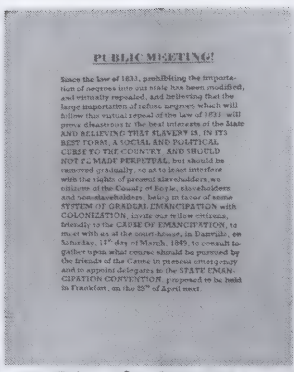 PUBLIC MEETING!
Since the law of 1833, prohibiting the importa-
tion of negroes into our state has been modified,
and virtually repealed, and believing that the
large importation of refuse negroes which will
follow this virtual repeal of the law of 1833 will
prove disastrous to the best interests of the State
AND BELIEVING THAT SLAVERY IS, IN ITS
BEST FORM, A SOCIAL AND POLITICAL
CURSE TO THE COUNTRY, AND SHOULD
NOT BE MADE PERPETUAL, but should be
removed gradually, so as to least interfere
with the rights of present slaveholders, we
citizens of the County of Boyle, slaveholders
and non-slaveholders, being in favor of some
SYSTEM OF GRADUAL EMANCIPATION with
COLONIZATION, invite our fellow citizens,
friendly to the CAUSE OF EMANCIPATION, to
meet with us at the court-house, in Danville, on
Saturday, 17th day of March, 1849, to consult to-
gether upon what course should be pursued by
the friends of the Cause in present emergency
and to appoint delegates to the STATE EMAN-
CIPATION CONVENTION, proposed to be held
in Frankfort, on the 25th of April next.